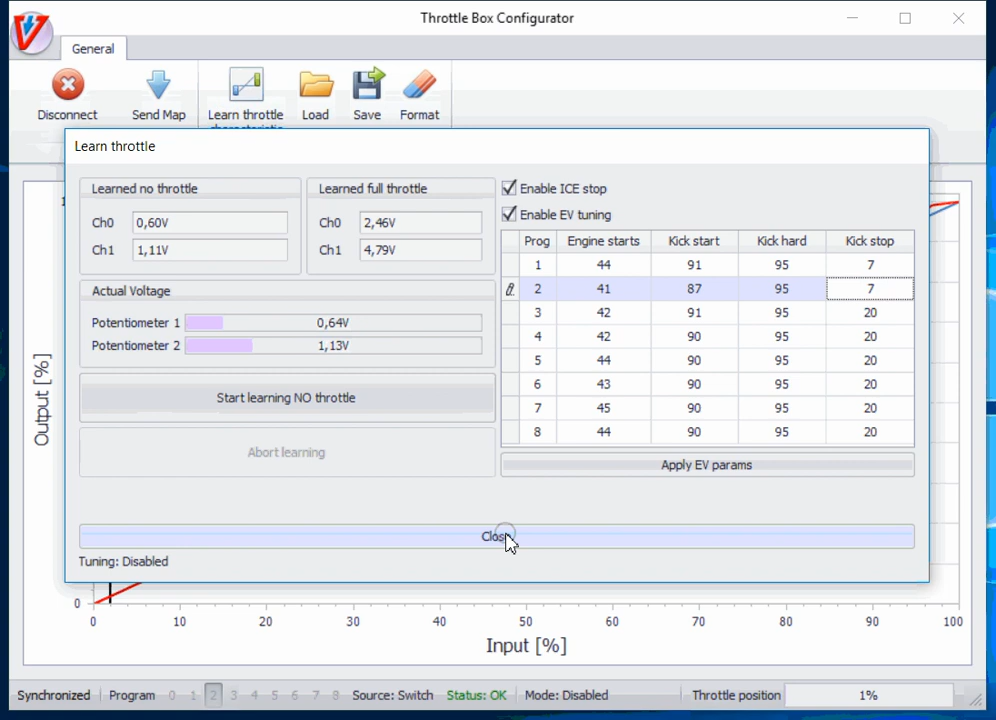 Throttle Box Configurator
General
Disconnect
Send Map
Learn throttle
Load
Save
Format
Learn throttle
Learned no throttle
Ch0 0,60V
Ch1 1,11V
Learned full throttle
Ch0 2,46V
Ch1 4,79V
Actual Voltage
Potentiometer 1 0,64V
Potentiometer 2 1,13V
Start learning NO throttle
Abort learning
Enable ICE stop
Enable EV tuning
Prog Engine starts Kick start Kick hard Kick stop
1 44 91 95 7
2 41 87 95 7
3 42 91 95 20
4 42 90 95 20
5 44 90 95 20
6 43 90 95 20
7 45 90 95 20
8 44 90 95 20
Apply EV params
Close
Tuning: Disabled
Output [%]
0
0 10 20 30 40 50 60 70 80 90 100
Input [%]
Synchronized Program 0 1 2 3 4 5 6 7 8 Source: Switch Status: OK Mode: Disabled Throttle position 1%